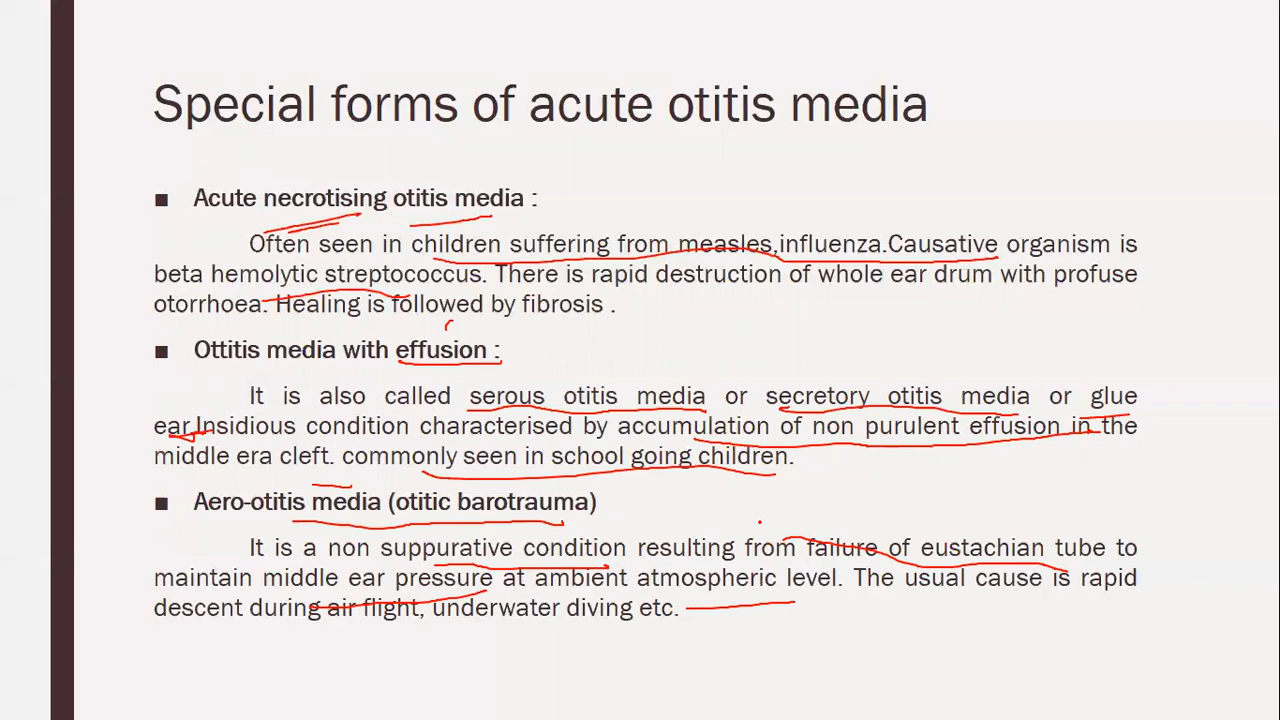 Special forms of acute otitis media
■ Acute necrotising otitis media :
Often seen in children suffering from measles,influenza.Causative organism is
beta hemolytic streptococcus. There is rapid destruction of whole ear drum with profuse
otorrhoea. Healing is followed by fibrosis .
■ Ottitis media with effusion :
It is also called serous otitis media or secretory otitis media or glue
ear.Insidious condition characterised by accumulation of non purulent effusion in the
middle era cleft. commonly seen in school going children.
■ Aero-otitis media (otitic barotrauma)
It is a non suppurative condition resulting from failure of eustachian tube to
maintain middle ear pressure at ambient atmospheric level. The usual cause is rapid
descent during air flight, underwater diving etc.